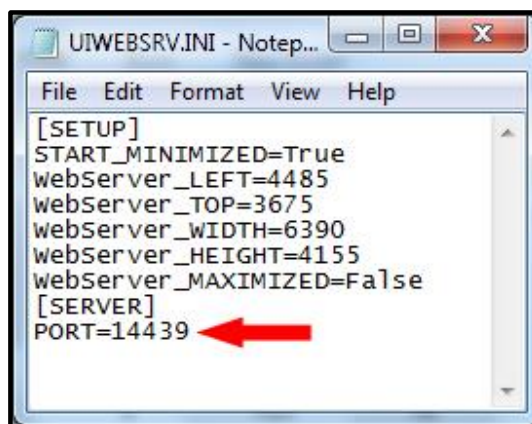 UIWEBSRV.INI - Notep...
File Edit Format View Help
[SETUP]
START_MINIMIZED=True
WebServer_LEFT=4485
WebServer_TOP=3675
WebServer_WIDTH=6390
WebServer_HEIGHT=4155
WebServer_MAXIMIZED=False
[SERVER]
PORT=14439